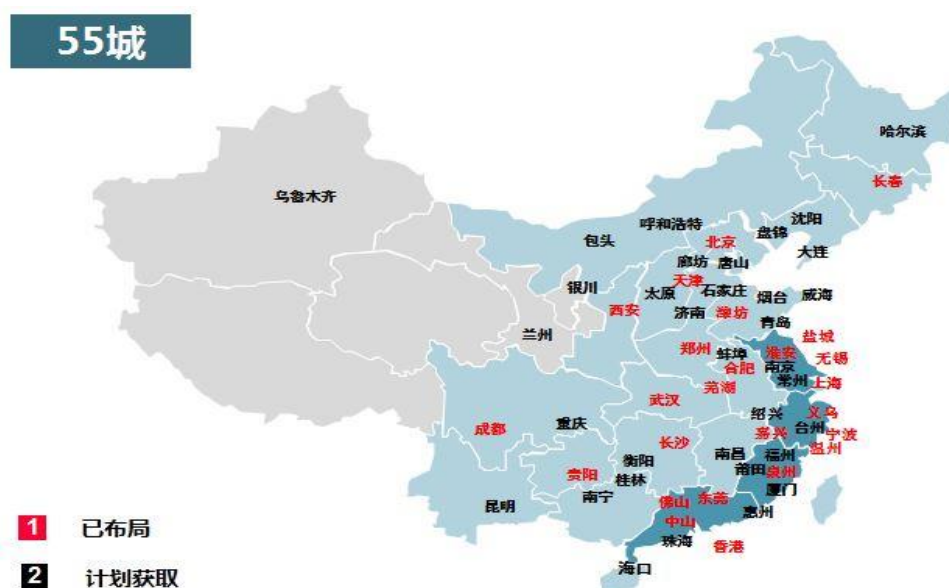 55城
哈尔滨
长春
乌鲁木齐
呼和浩特
沈阳
盘锦
包头
北京
大连
廊坊
唐山
天津
银川
太原
石家庄
烟台
威海
西安
济南
潍坊
青岛
兰州
盐城
郑州
蚌埠
淮安
无锡
合肥
南京
芜湖
常州
上海
武汉
绍兴
义乌
成都
重庆
台州
嘉兴
宁波
长沙
温州
南昌
福州
衡阳
莆田
泉州
贵阳
桂林
厦门
南宁
佛山
东莞
昆明
惠州
中山
珠海
香港
海口
1 已布局
2 计划获取